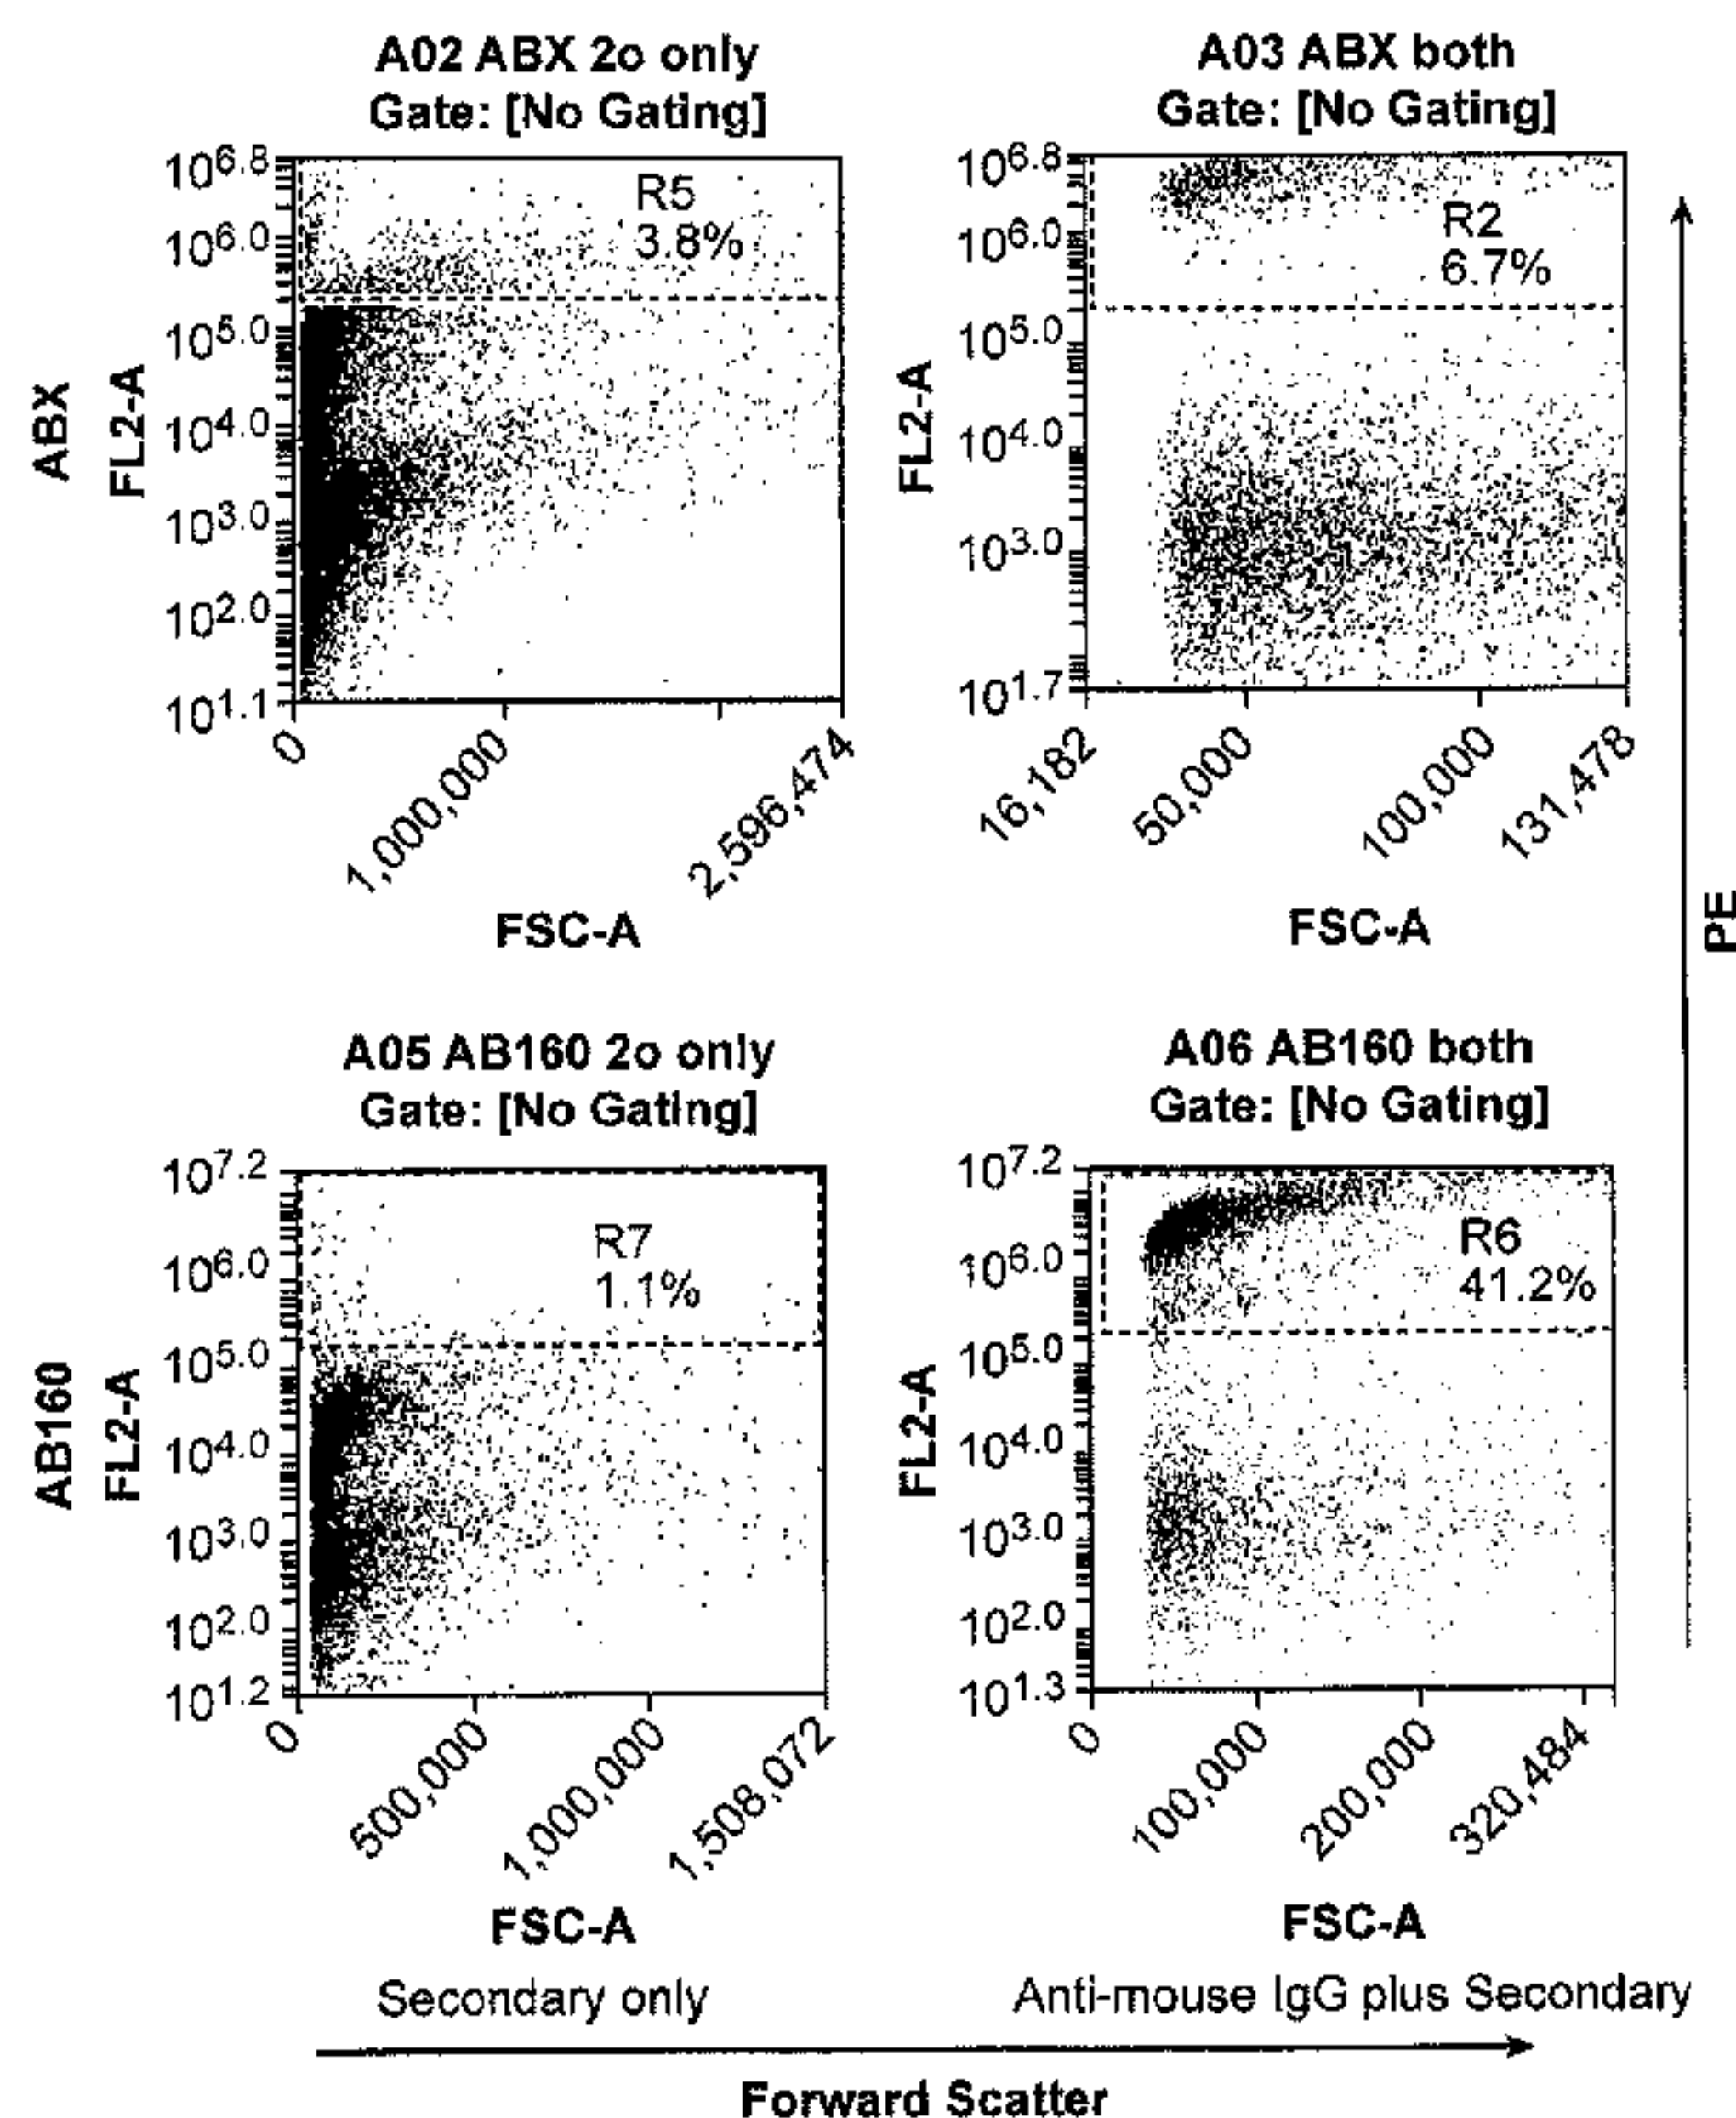 A02 ABX 2o only
Gate: [No Gating]
ABX
FL2-A
10^6.8
10^6.0
10^5.0
10^4.0
10^3.0
10^2.0
10^1.1
R5
3.8%
0
1,000,000
2,596,474
FSC-A
A03 ABX both
Gate: [No Gating]
FL2-A
10^6.8
10^6.0
10^5.0
10^4.0
10^3.0
10^1.7
R2
6.7%
16,182
50,000
100,000
131,478
FSC-A
PE
A05 AB160 2o only
Gate: [No Gating]
AB160
FL2-A
10^7.2
10^6.0
10^5.0
10^4.0
10^3.0
10^2.0
10^1.2
R7
1.1%
0
500,000
1,000,000
1,508,072
FSC-A
Secondary only
A06 AB160 both
Gate: [No Gating]
FL2-A
10^7.2
10^6.0
10^5.0
10^4.0
10^3.0
10^2.0
10^1.3
R6
41.2%
0
100,000
200,000
320,484
FSC-A
Anti-mouse IgG plus Secondary
Forward Scatter